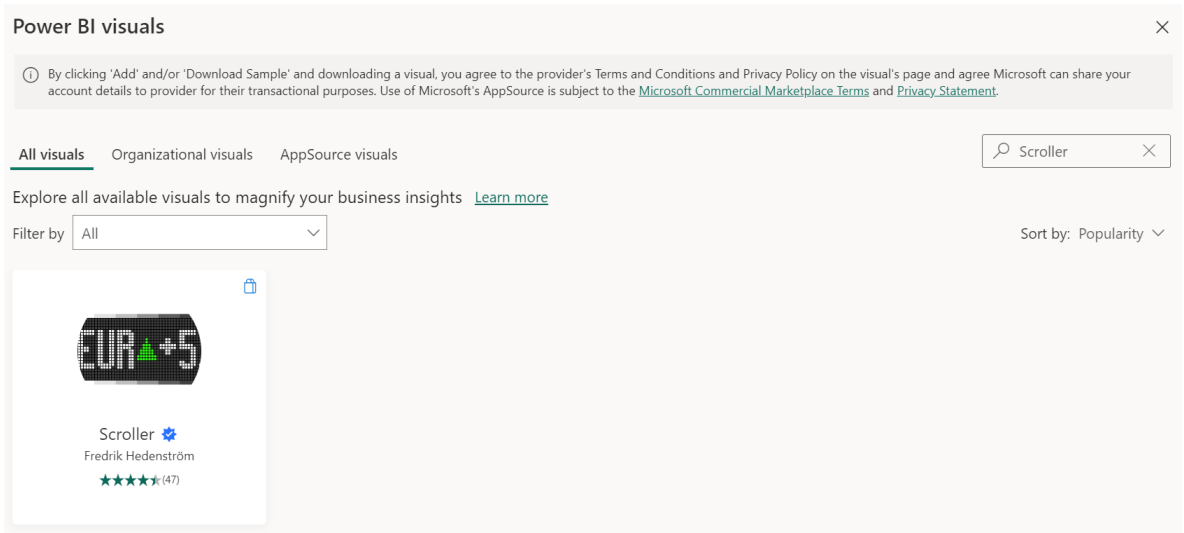 Power BI visuals
By clicking 'Add' and/or 'Download Sample' and downloading a visual, you agree to the provider's Terms and Conditions and Privacy Policy on the visual's page and agree Microsoft can share your
account details to provider for their transactional purposes. Use of Microsoft's AppSource is subject to the Microsoft Commercial Marketplace Terms and Privacy Statement.
All visuals Organizational visuals AppSource visuals Scroller
Explore all available visuals to magnify your business insights Learn more
Filter by All Sort by: Popularity
EUR +5
Scroller
Fredrik Hedenström
(47)